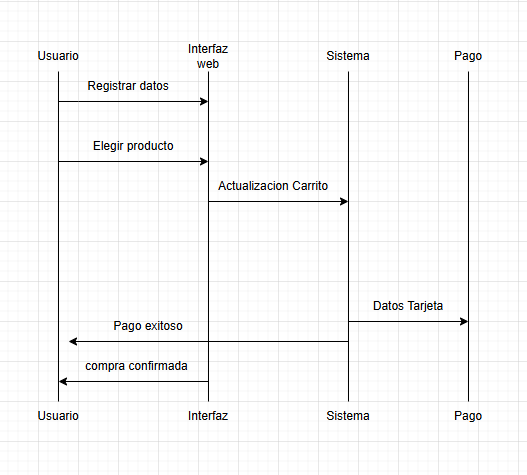 Usuario
Interfaz
web
Sistema
Pago
Registrar datos
Elegir producto
Actualizacion Carrito
Datos Tarjeta
Pago exitoso
compra confirmada
Usuario
Interfaz
Sistema
Pago